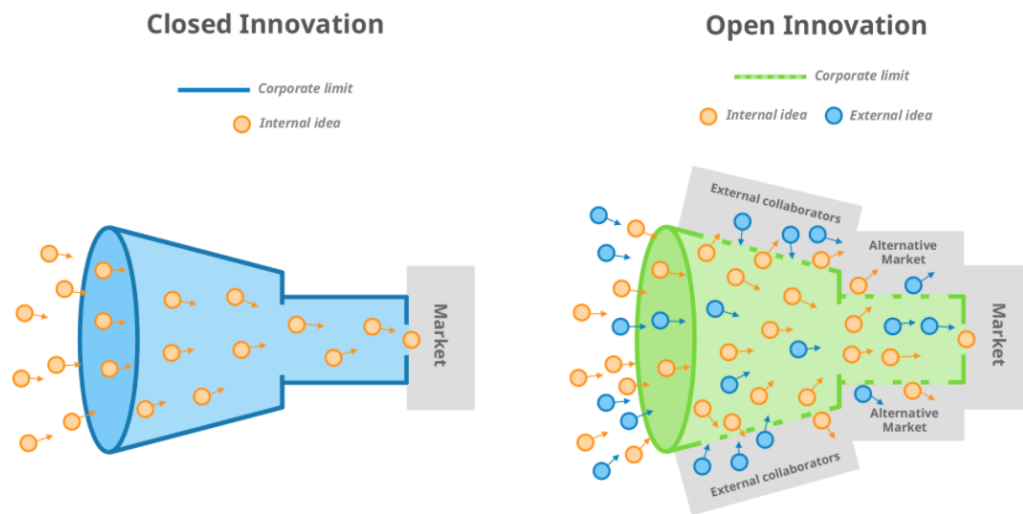 Closed Innovation
Corporate limit
Internal idea
Market
Open Innovation
Corporate limit
Internal idea
External idea
External collaborators
Alternative
Market
Market
Alternative
Market
External collaborators